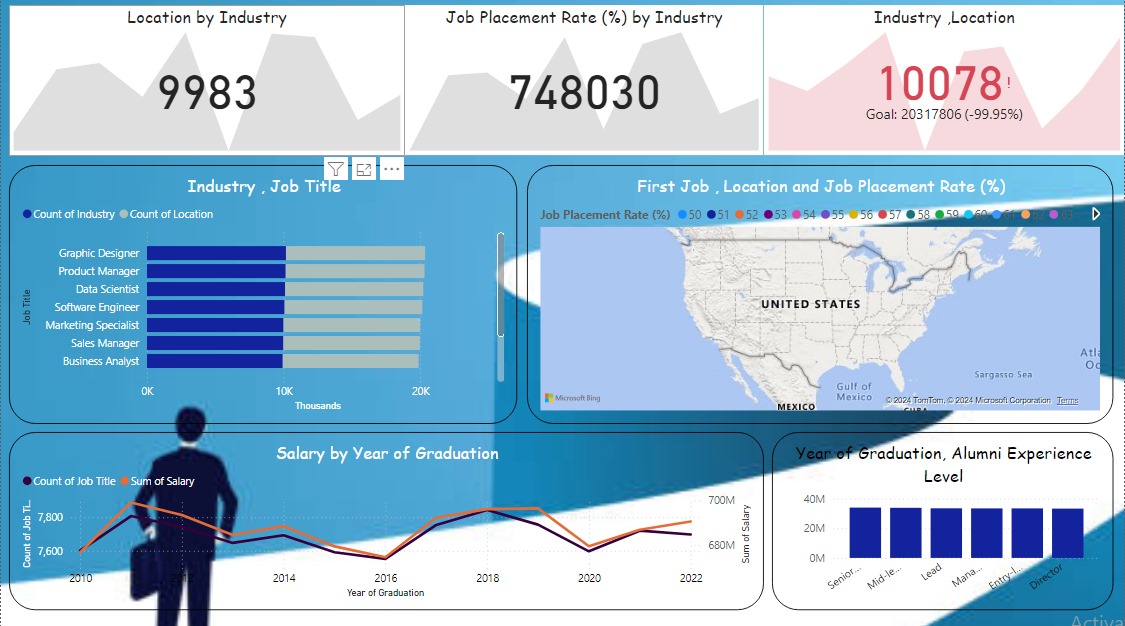 Location by Industry
9983
Job Placement Rate (%) by Industry
748030
Industry ,Location
10078!
Goal: 20317806 (-99.95%)
Industry , Job Title
Count of Industry Count of Location
Job Title
Graphic Designer
Product Manager
Data Scientist
Software Engineer
Marketing Specialist
Sales Manager
Business Analyst
0K 10K 20K
Thousands
First Job , Location and Job Placement Rate (%)
Job Placement Rate (%) 50 51 52 53 54 55 56 57 58 59 60 61 62 63
UNITED STATES
Atla
Oc
Sargasso Sea
Gulf of
Mexico
Microsoft Bing
© 2024 TomTom, © 2024 Microsoft Corporation Terms
MEXICO
CUBA
Salary by Year of Graduation
Count of Job Title Sum of Salary
Count of Job Ti...
7,800
7,600
700M
680M
Sum of Salary
2010 2012 2014 2016 2018 2020 2022
Year of Graduation
Year of Graduation, Alumni Experience
Level
40M
20M
0M
Senior... Mid-le... Lead Mana... Entry-l... Director
Activa